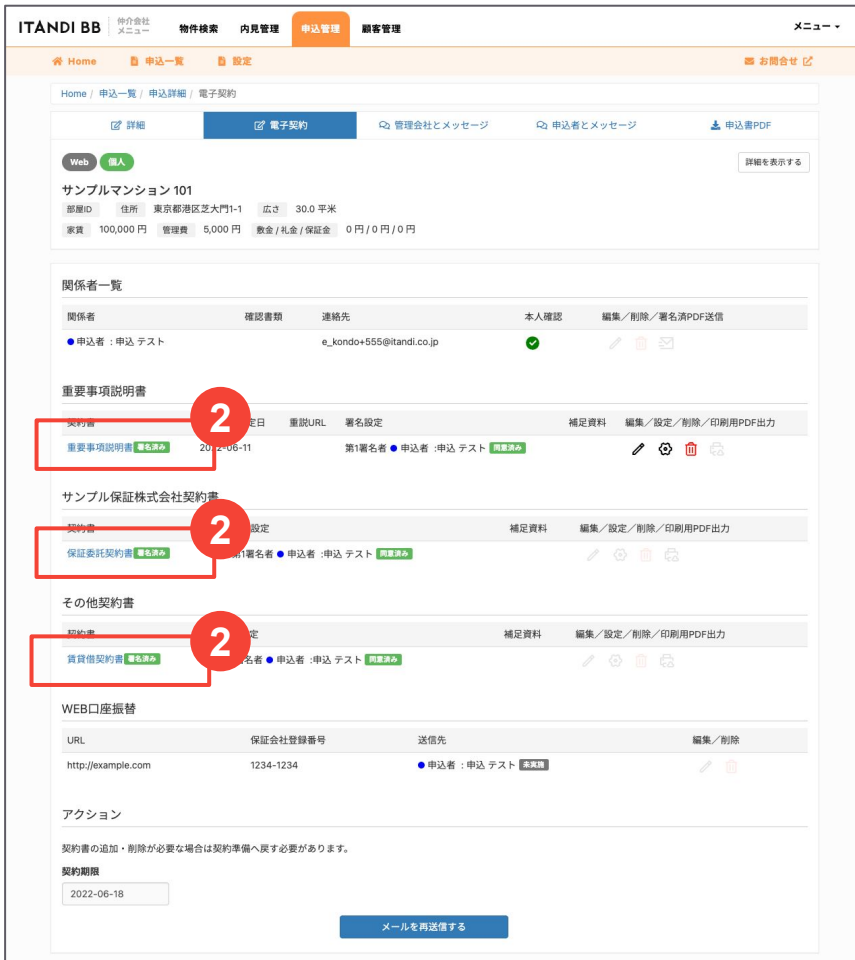 ITANDI BB 仲介会社 メニュー 物件検索 内見管理 申込管理 顧客管理 メニュー
Home 申込一覧 設定 お問合せ
Home / 申込一覧 / 申込詳細 / 電子契約
詳細 電子契約 管理会社とメッセージ 申込者とメッセージ 申込書PDF
Web 個人 詳細を表示する
サンプルマンション 101
部屋ID 住所 東京都港区芝大門1-1 広さ 30.0 平米
家賃 100,000 円 管理費 5,000 円 敷金 / 礼金 / 保証金 0 円 / 0 円 / 0 円
関係者一覧
関係者 確認書類 連絡先 本人確認 編集／削除／署名済PDF送信
申込者 : 申込 テスト e_kondo+555@itandi.co.jp
重要事項説明書
2
契約書 定日 重説URL 署名設定 補足資料 編集／設定／削除／印刷用PDF出力
重要事項説明書 署名済み 2022-06-11 第1署名者 ● 申込者 :申込 テスト 同意済み
サンプル保証株式会社契約書
2
契約書 設定 補足資料 編集／設定／削除／印刷用PDF出力
保証委託契約書 署名済み 第1署名者 ● 申込者 :申込 テスト 同意済み
その他契約書
2
契約書 定 補足資料 編集／設定／削除／印刷用PDF出力
賃貸借契約書 署名済み 名者 ● 申込者 :申込 テスト 同意済み
WEB口座振替
URL 保証会社登録番号 送信先 編集／削除
http://example.com 1234-1234 ● 申込者 : 申込 テスト 未実施
アクション
契約書の追加・削除が必要な場合は契約準備へ戻す必要があります。
契約期限
2022-06-18
メールを再送信する